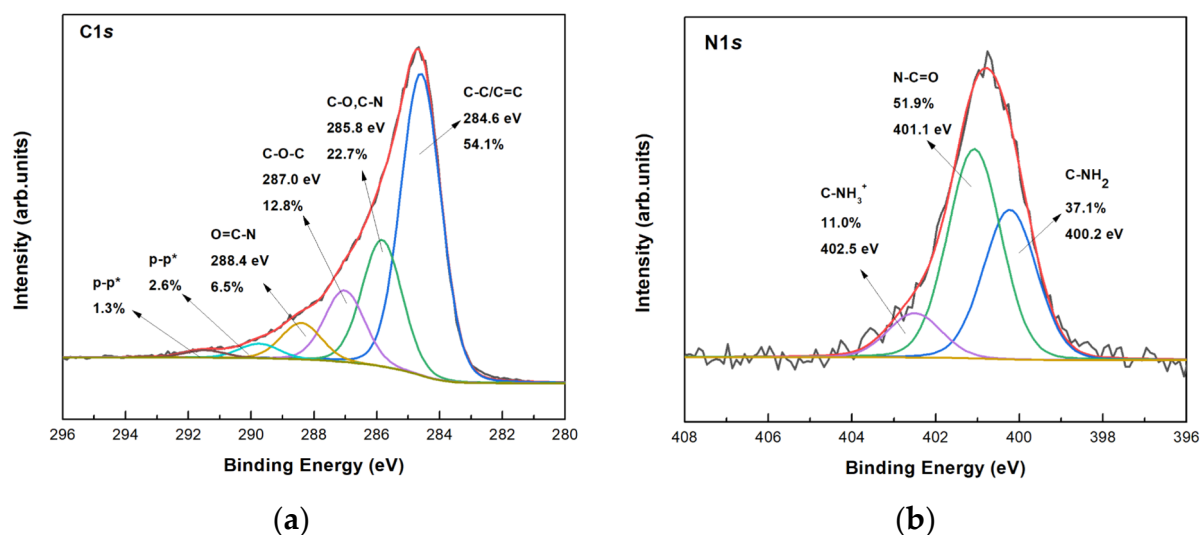 C1s
C-C/C=C
284.6 eV
54.1%
C-O,C-N
285.8 eV
22.7%
C-O-C
287.0 eV
12.8%
O=C-N
288.4 eV
6.5%
p-p*
2.6%
p-p*
1.3%
Intensity (arb.units)
296 294 292 290 288 286 284 282 280
Binding Energy (eV)
(a)
N1s
N-C=O
51.9%
401.1 eV
C-NH₂
37.1%
400.2 eV
C-NH₃⁺
11.0%
402.5 eV
Intensity (arb.units)
408 406 404 402 400 398 396
Binding Energy (eV)
(b)